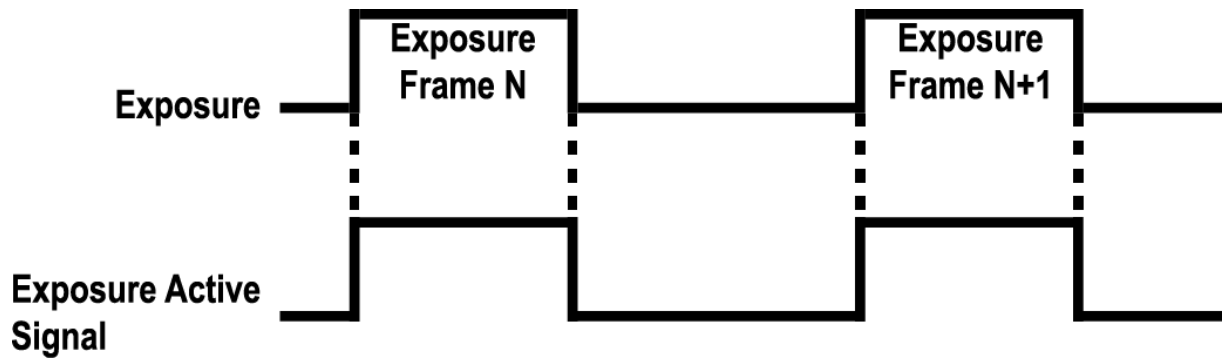 Exposure
Frame N
Exposure
Frame N+1
Exposure
Exposure Active
Signal